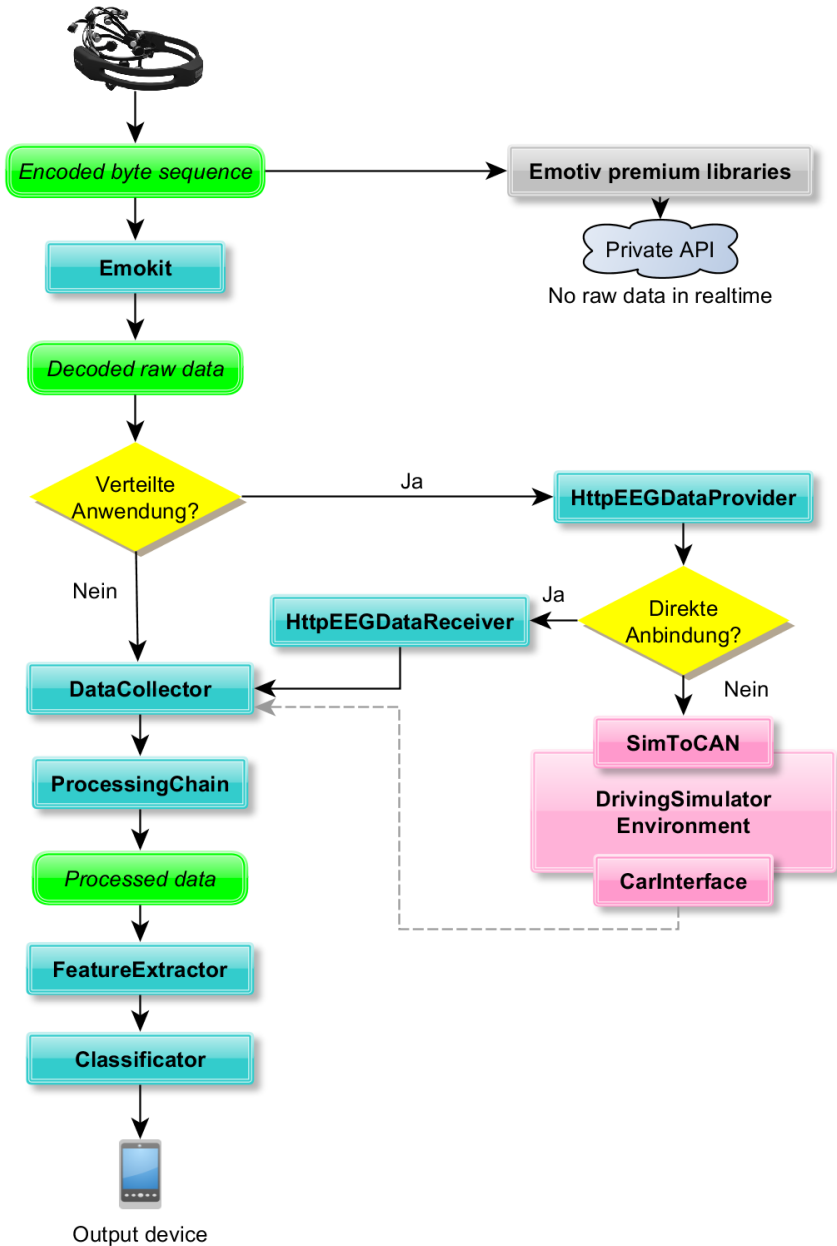 Encoded byte sequence
Emotiv premium libraries
Private API
No raw data in realtime
Emokit
Decoded raw data
Verteilte
Anwendung?
Ja
HttpEEGDataProvider
Nein
HttpEEGDataReceiver
Ja
Direkte
Anbindung?
Nein
DataCollector
SimToCAN
ProcessingChain
DrivingSimulator
Environment
Processed data
CarInterface
FeatureExtractor
Classificator
Output device